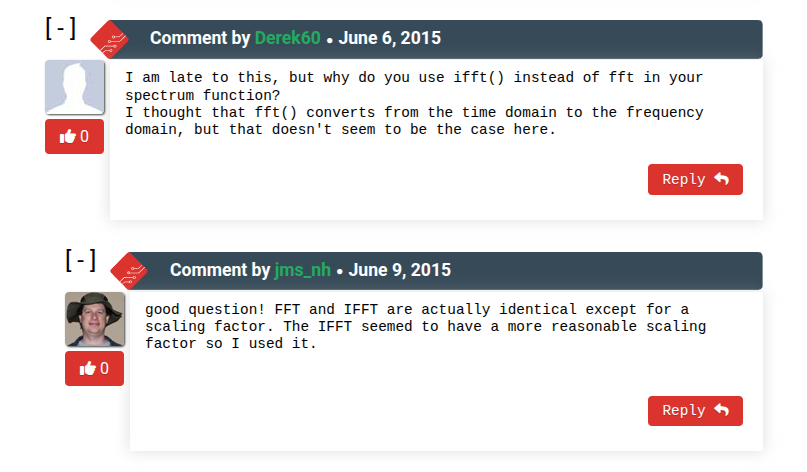 [-]
Comment by Derek60 • June 6, 2015
I am late to this, but why do you use ifft() instead of fft in your
spectrum function?
I thought that fft() converts from the time domain to the frequency
domain, but that doesn't seem to be the case here.
0
Reply
[-]
Comment by jms_nh • June 9, 2015
good question! FFT and IFFT are actually identical except for a
scaling factor. The IFFT seemed to have a more reasonable scaling
factor so I used it.
0
Reply